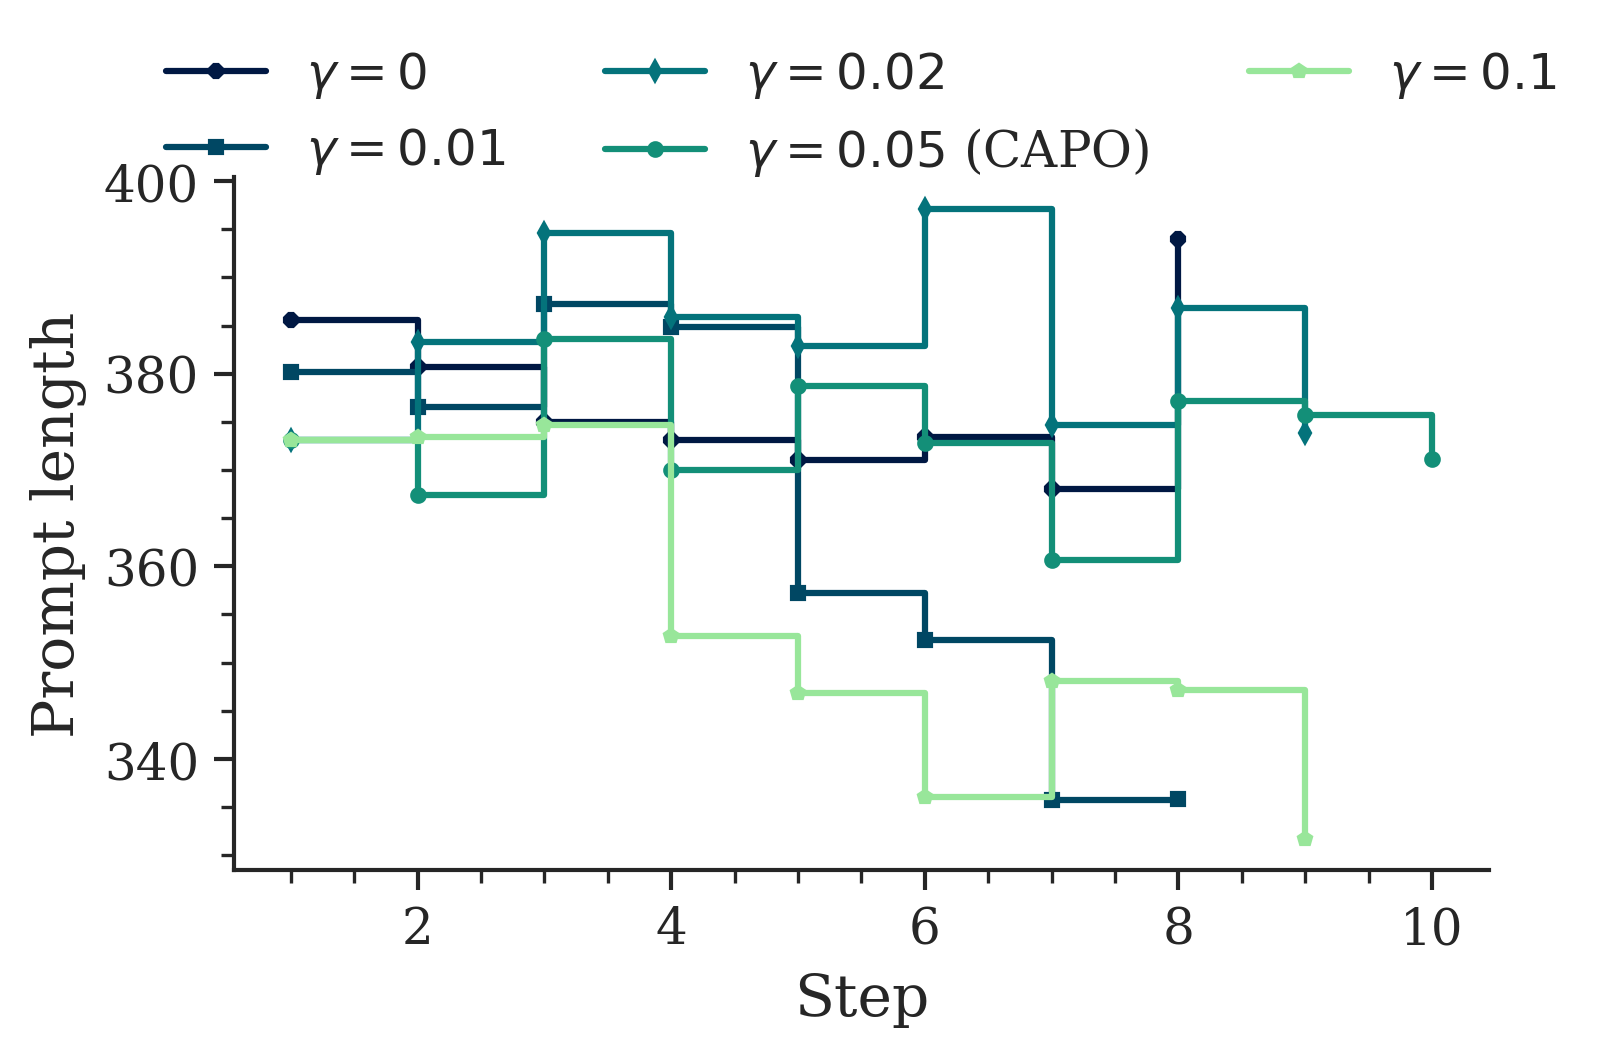 γ = 0
γ = 0.02
γ = 0.1
γ = 0.01
γ = 0.05 (CAPO)
Prompt length
400
380
360
340
2
4
6
8
10
Step